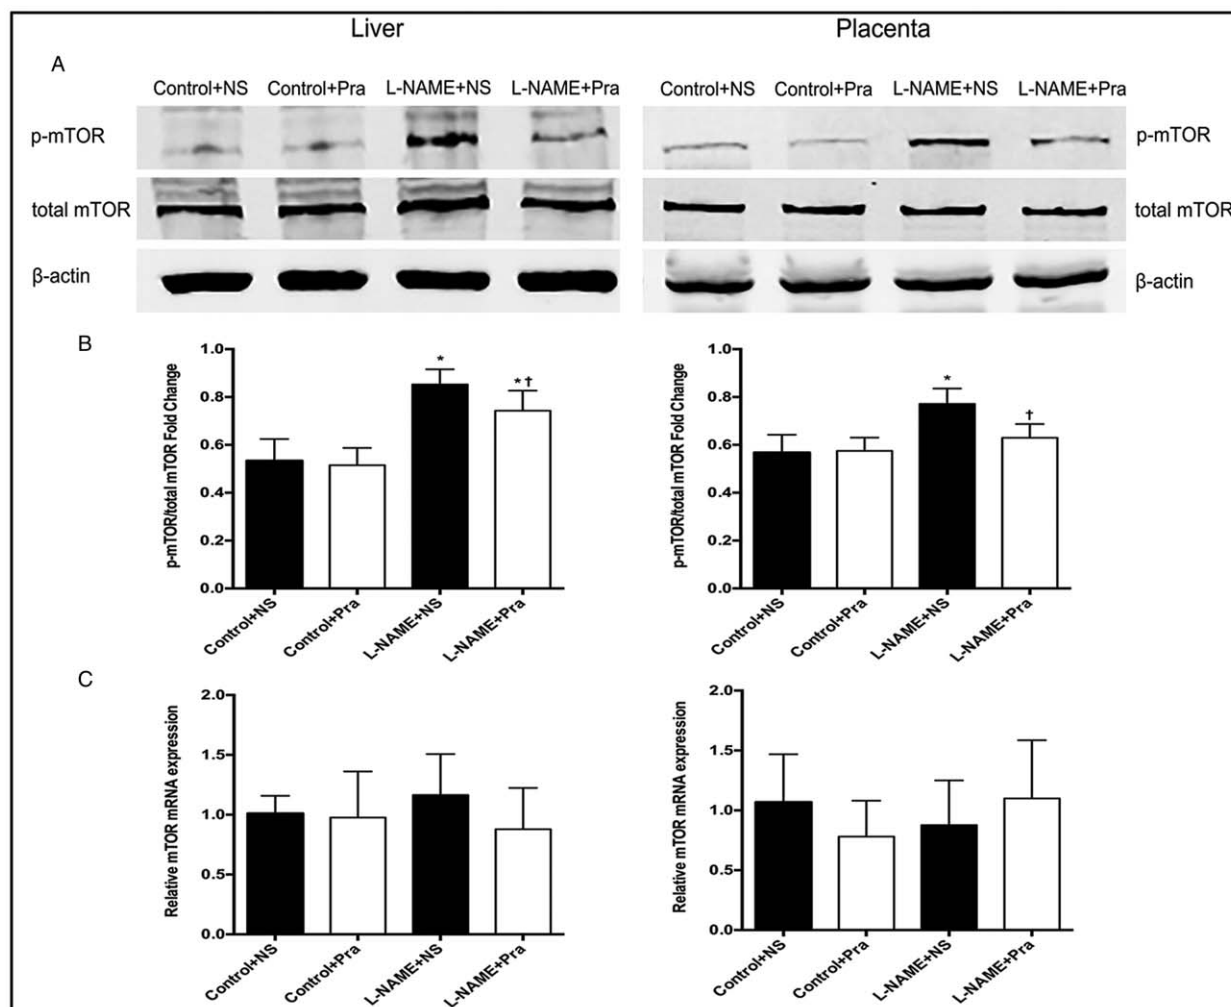 Liver Placenta
A
Control+NS Control+Pra L-NAME+NS L-NAME+Pra Control+NS Control+Pra L-NAME+NS L-NAME+Pra
p-mTOR p-mTOR
total mTOR total mTOR
β-actin β-actin
B
p-mTOR/total mTOR Fold Change
1.0
0.8
0.6
0.4
0.2
0.0
* *†
Control+NS Control+Pra L-NAME+NS L-NAME+Pra
p-mTOR/total mTOR Fold Change
1.0
0.8
0.6
0.4
0.2
0.0
* †
Control+NS Control+Pra L-NAME+NS L-NAME+Pra
C
Relative mTOR mRNA expression
2.0
1.5
1.0
0.5
0.0
Control+NS Control+Pra L-NAME+NS L-NAME+Pra
Relative mTOR mRNA expression
2.0
1.5
1.0
0.5
0.0
Control+NS Control+Pra L-NAME+NS L-NAME+Pra